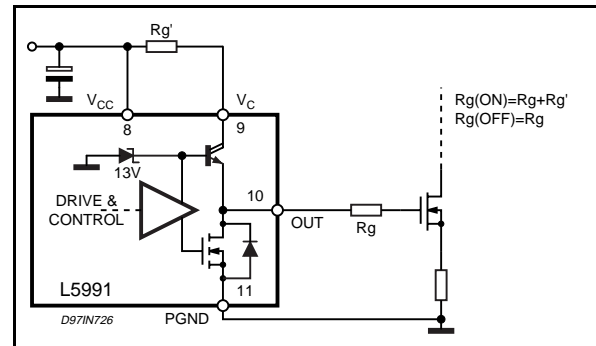 Rg'
VCC
VC
8
9
Rg(ON)=Rg+Rg'
Rg(OFF)=Rg
13V
DRIVE &
CONTROL
10
OUT
Rg
L5991
11
D97IN726
PGND